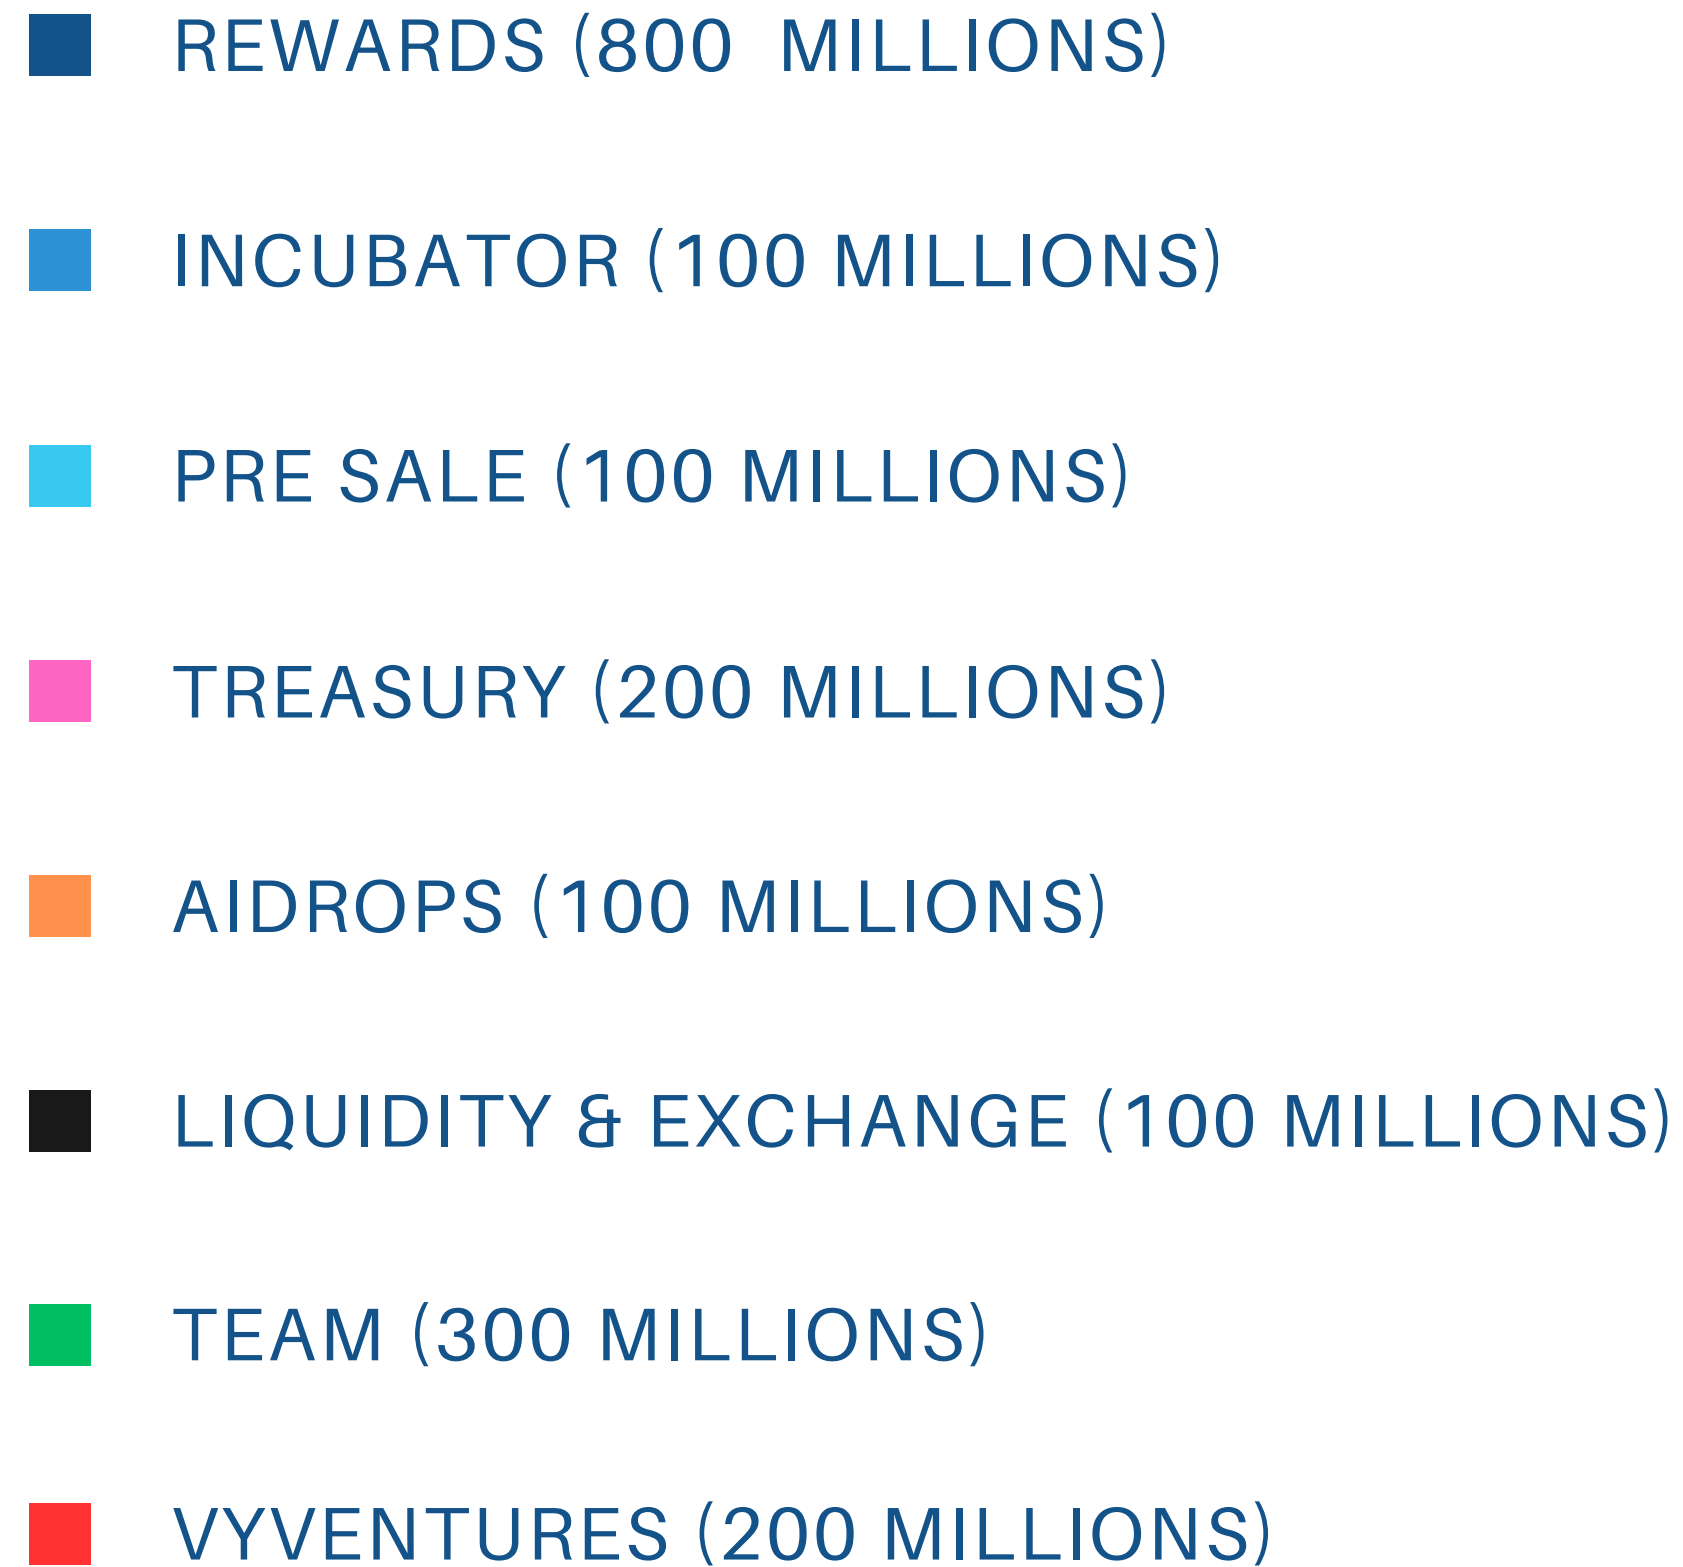 REWARDS (800 MILLIONS)
INCUBATOR (100 MILLIONS)
PRE SALE (100 MILLIONS)
TREASURY (200 MILLIONS)
AIDROPS (100 MILLIONS)
LIQUIDITY & EXCHANGE (100 MILLIONS)
TEAM (300 MILLIONS)
VYVENTURES (200 MILLIONS)